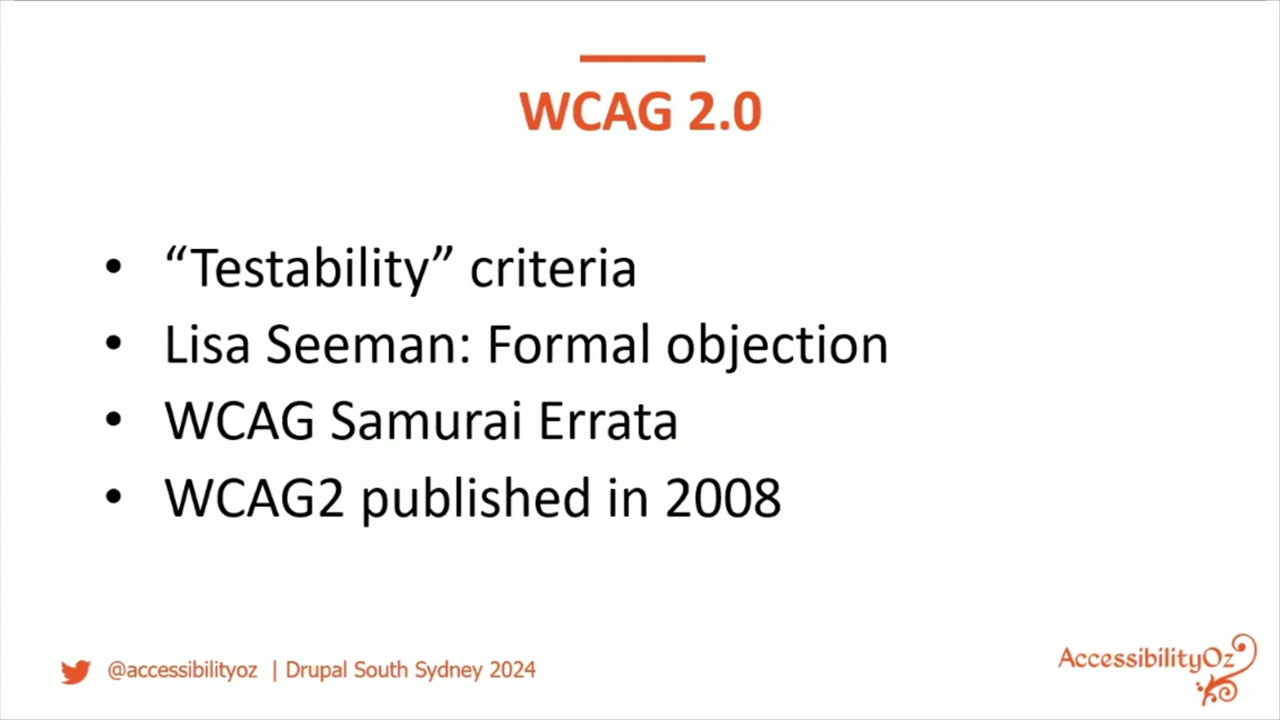 WCAG 2.0
• “Testability” criteria
• Lisa Seeman: Formal objection
• WCAG Samurai Errata
• WCAG2 published in 2008
@accessibilityoz | Drupal South Sydney 2024
AccessibilityOz